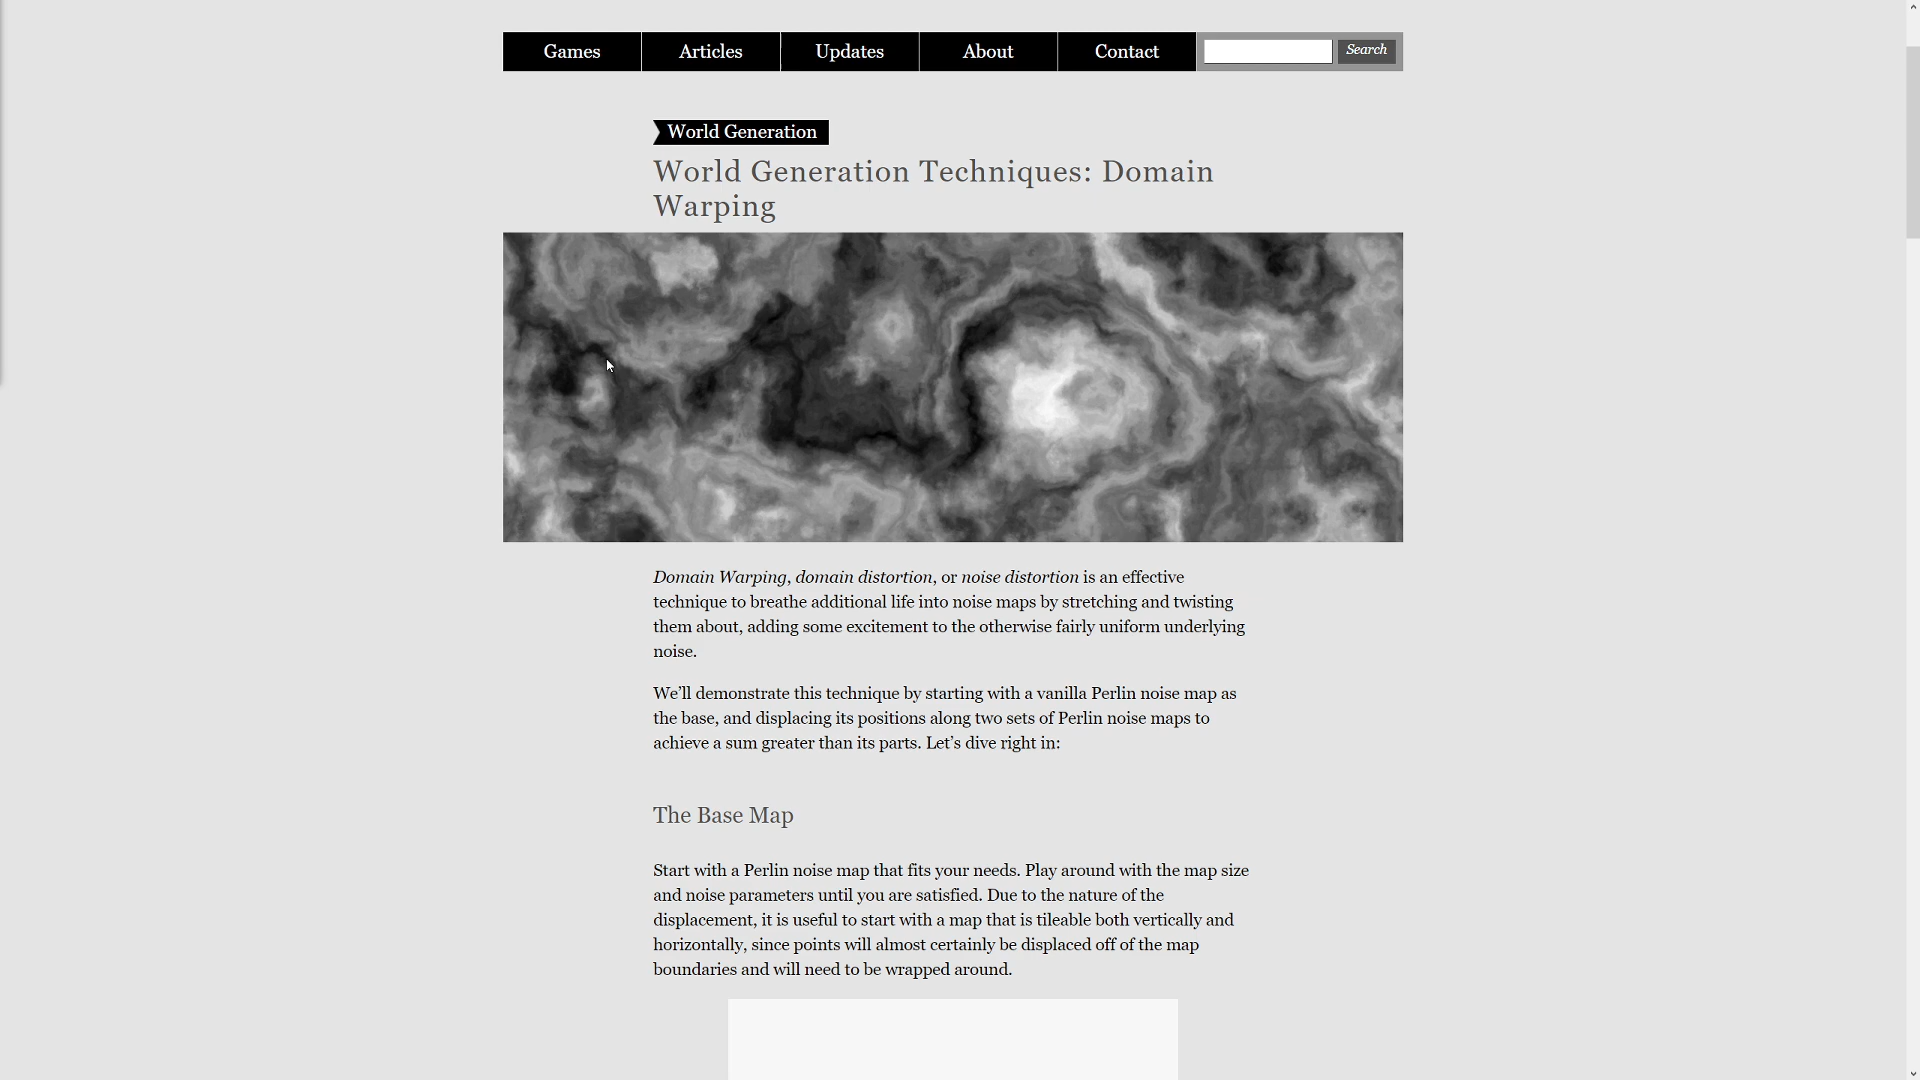 Games
Articles
Updates
About
Contact
Search
World Generation
World Generation Techniques: Domain
Warping
Domain Warping, domain distortion, or noise distortion is an effective
technique to breathe additional life into noise maps by stretching and twisting
them about, adding some excitement to the otherwise fairly uniform underlying
noise.
We’ll demonstrate this technique by starting with a vanilla Perlin noise map as
the base, and displacing its positions along two sets of Perlin noise maps to
achieve a sum greater than its parts. Let’s dive right in:
The Base Map
Start with a Perlin noise map that fits your needs. Play around with the map size
and noise parameters until you are satisfied. Due to the nature of the
displacement, it is useful to start with a map that is tileable both vertically and
horizontally, since points will almost certainly be displaced off of the map
boundaries and will need to be wrapped around.